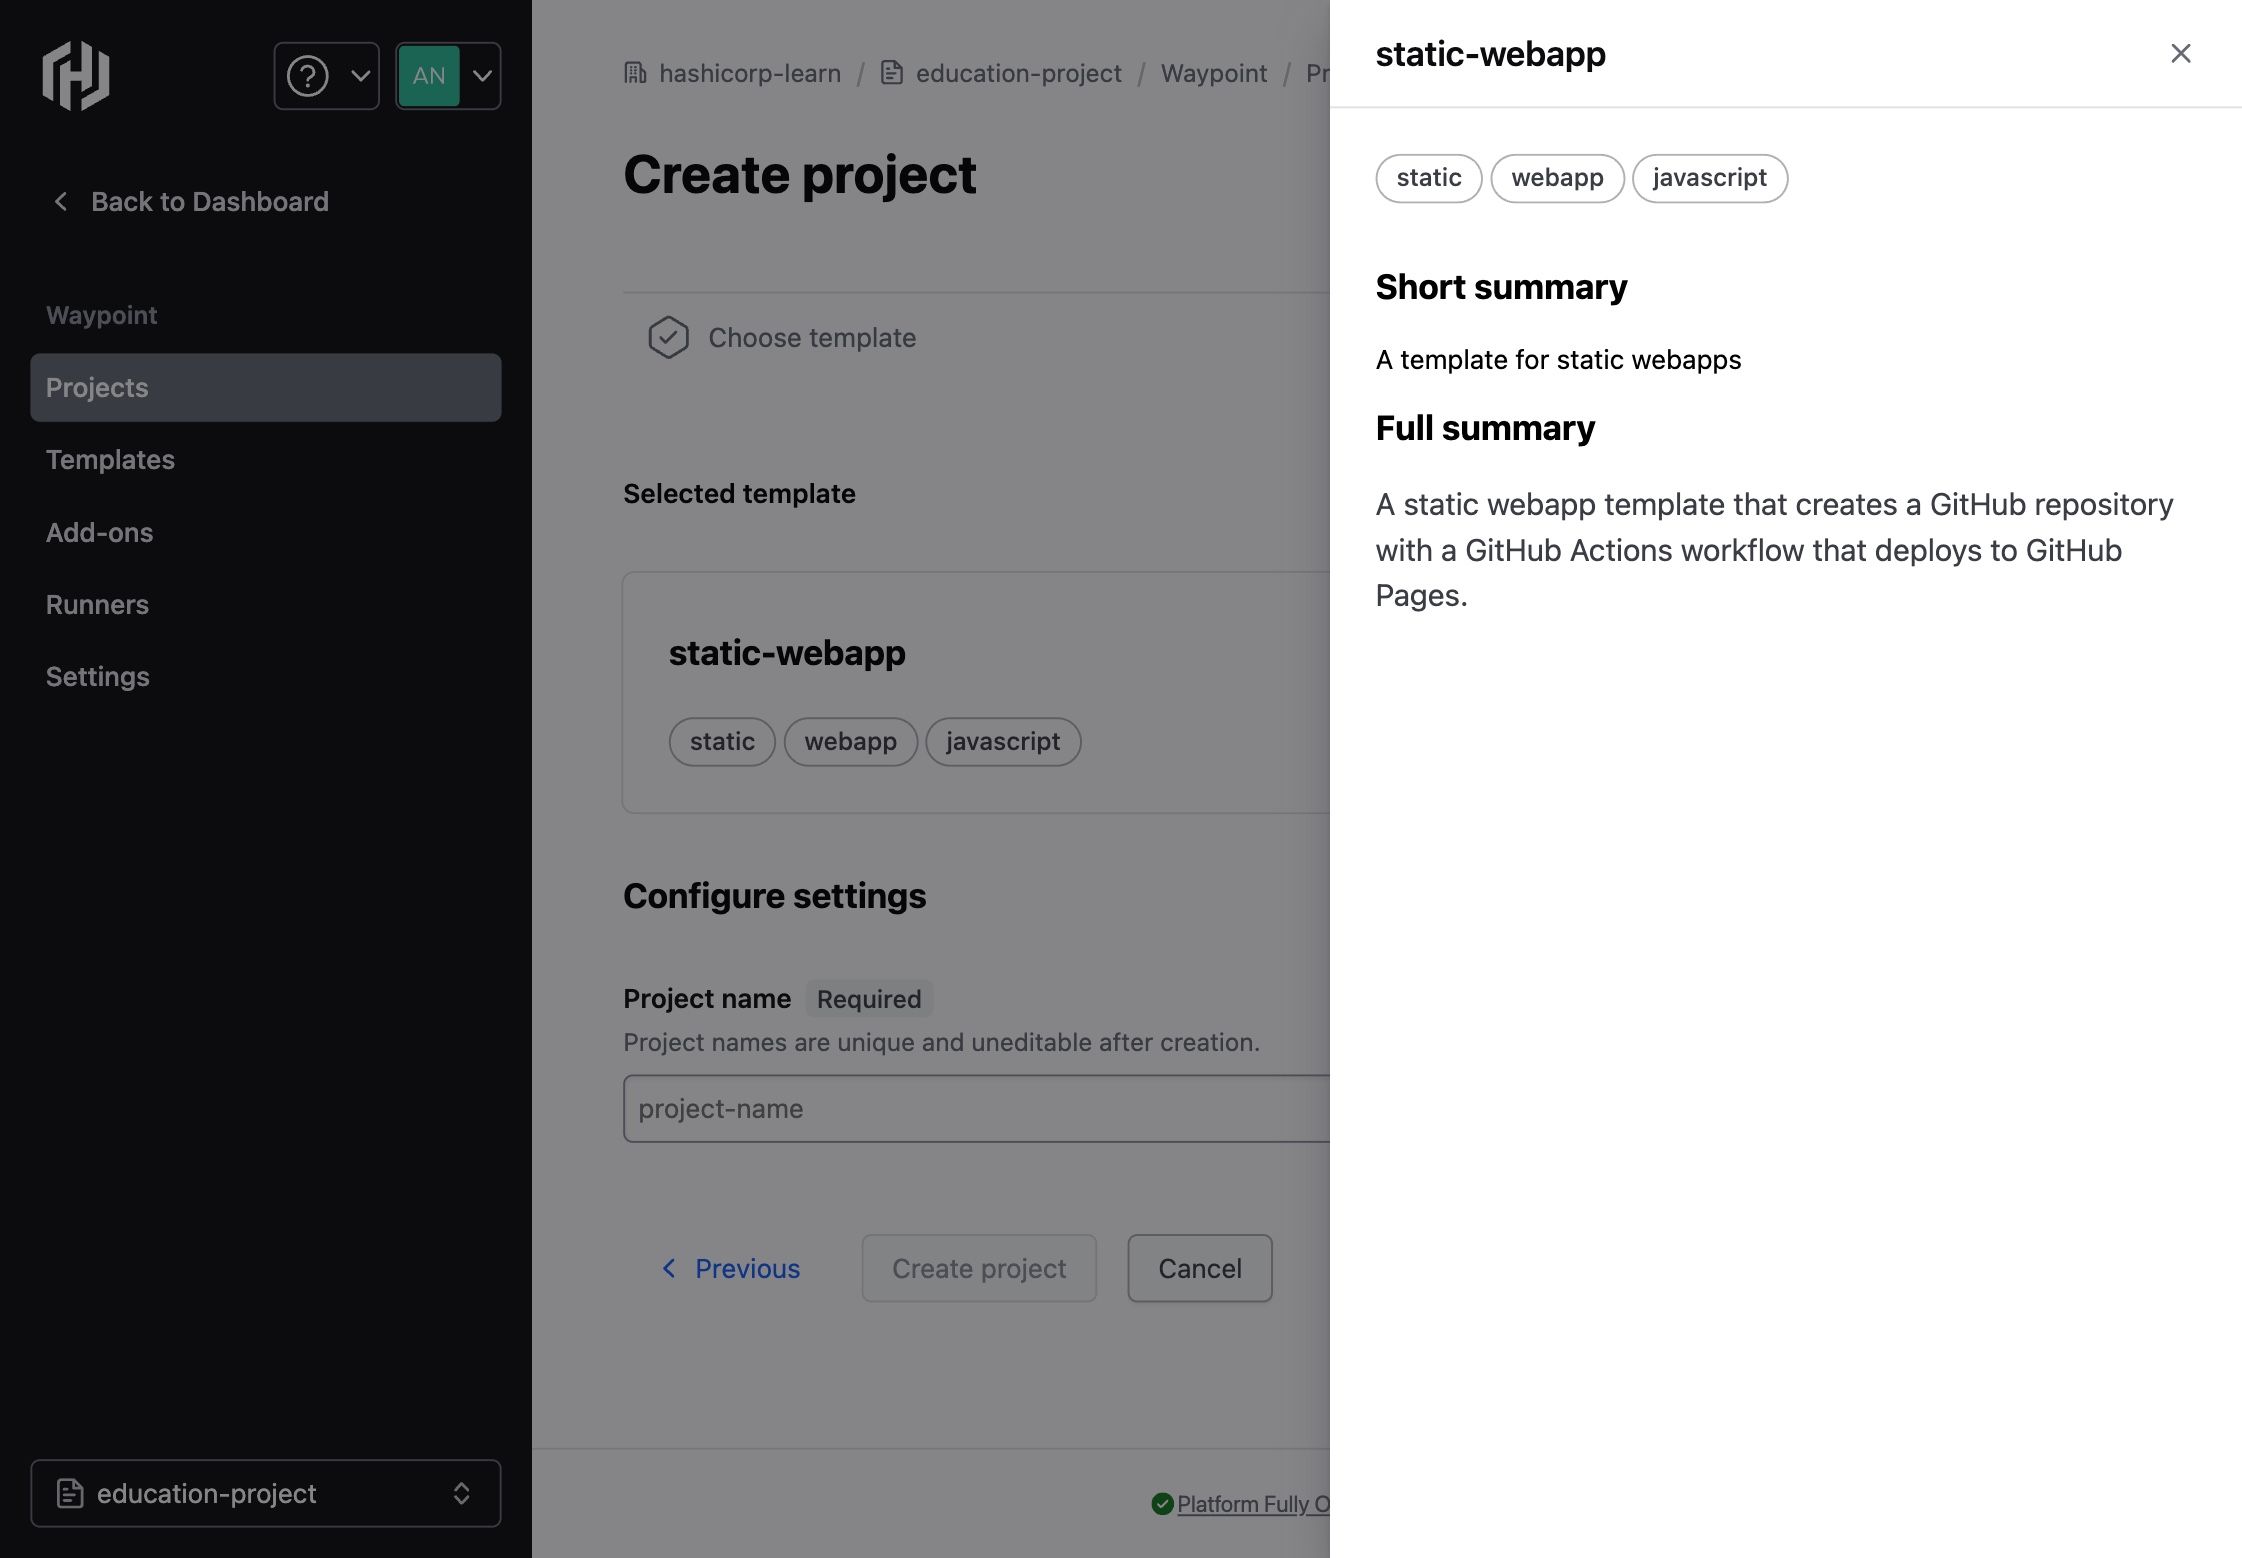 AN
Back to Dashboard
Waypoint
Projects
Templates
Add-ons
Runners
Settings
education-project
hashicorp-learn / education-project / Waypoint / Pr
Create project
Choose template
Selected template
static-webapp
static webapp javascript
Configure settings
Project name Required
Project names are unique and uneditable after creation.
project-name
Previous Create project Cancel
Platform Fully O
static-webapp
static webapp javascript
Short summary
A template for static webapps
Full summary
A static webapp template that creates a GitHub repository
with a GitHub Actions workflow that deploys to GitHub
Pages.